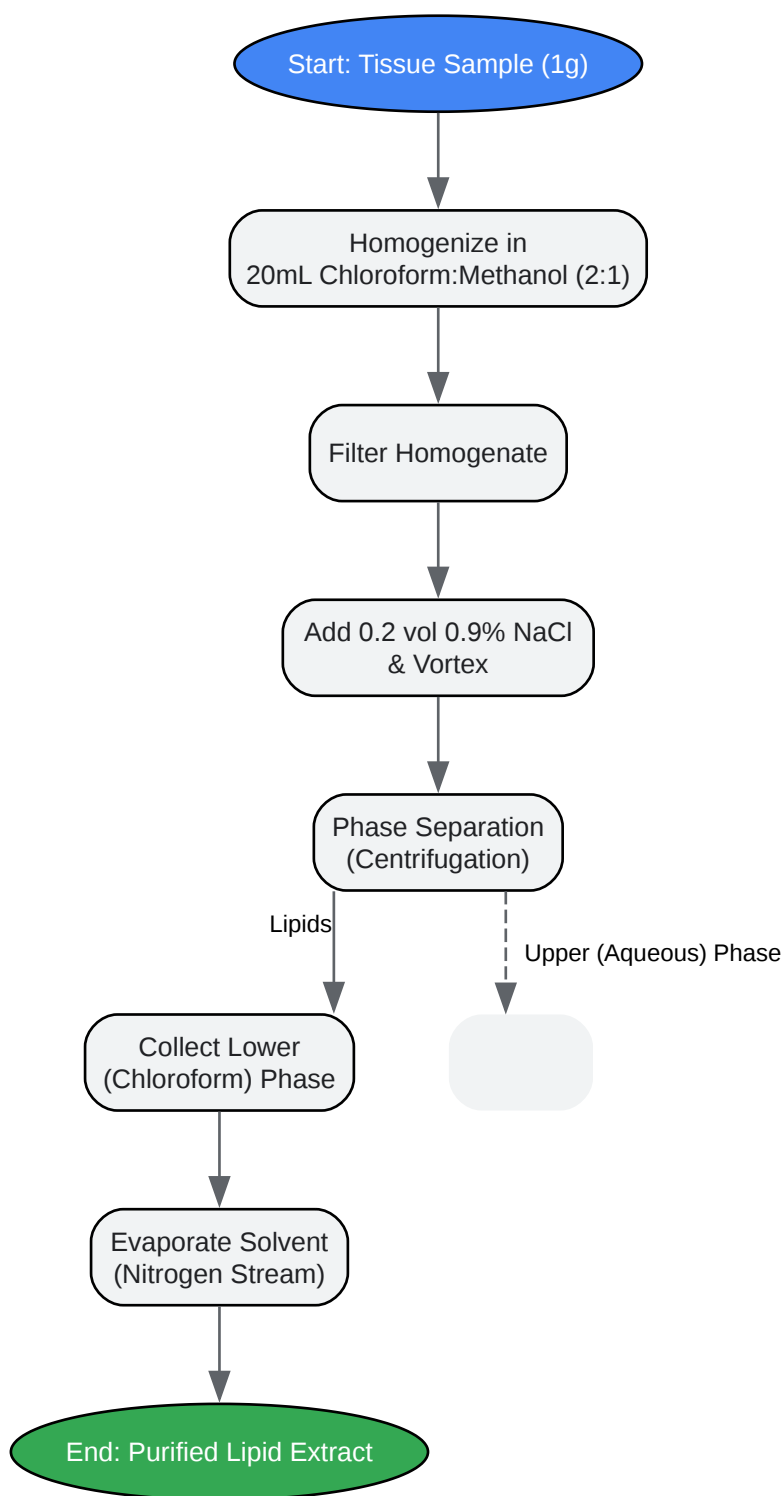 Start: Tissue Sample (1g)
Homogenize in
20mL Chloroform:Methanol (2:1)
Filter Homogenate
Add 0.2 vol 0.9% NaCl
& Vortex
Phase Separation
(Centrifugation)
Lipids
Upper (Aqueous) Phase
Collect Lower
(Chloroform) Phase
Evaporate Solvent
(Nitrogen Stream)
End: Purified Lipid Extract